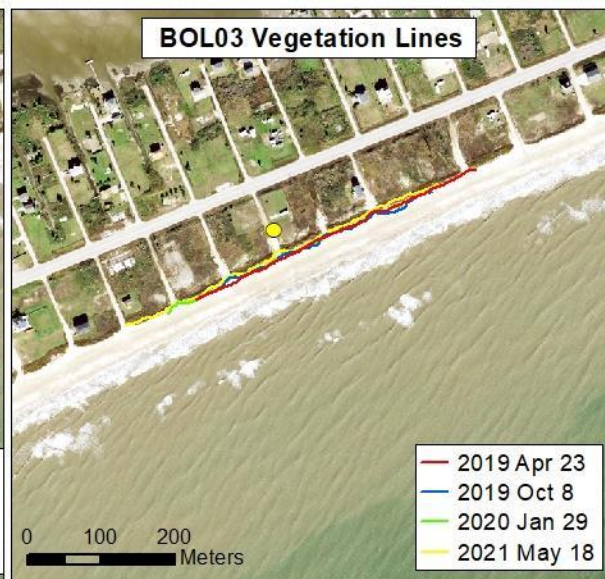 BOL03 Vegetation Lines
2019 Apr 23
2019 Oct 8
2020 Jan 29
2021 May 18
0 100 200
Meters